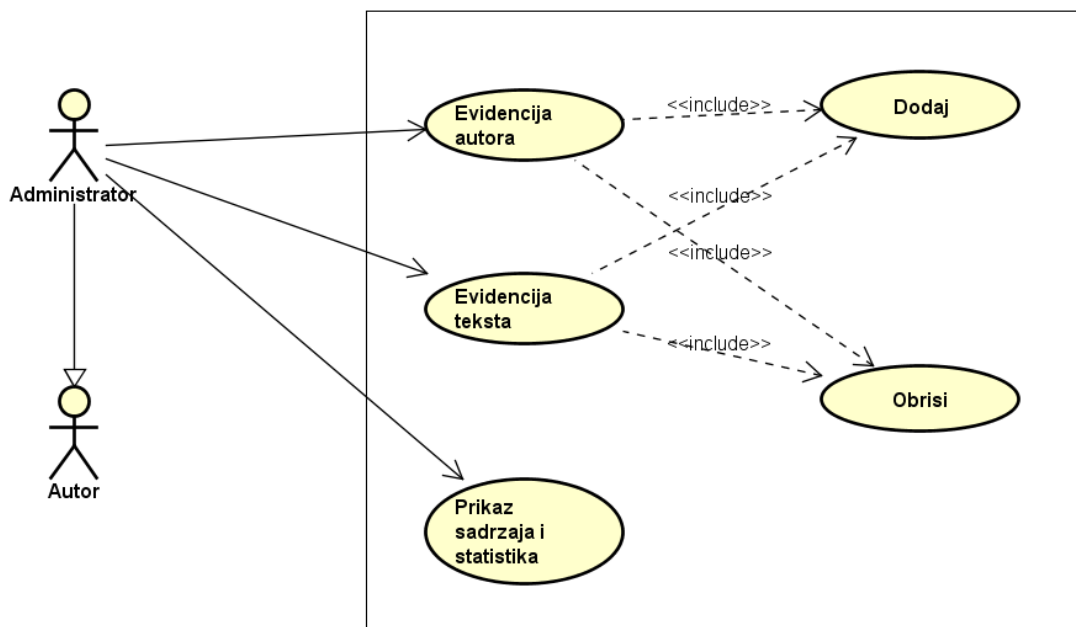 Administrator
Autor
Evidencija
autora
Evidencija
teksta
Prikaz
sadrzaja i
statistika
<<include>>
<<include>>
<<include>>
<<include>>
Dodaj
Obrisi